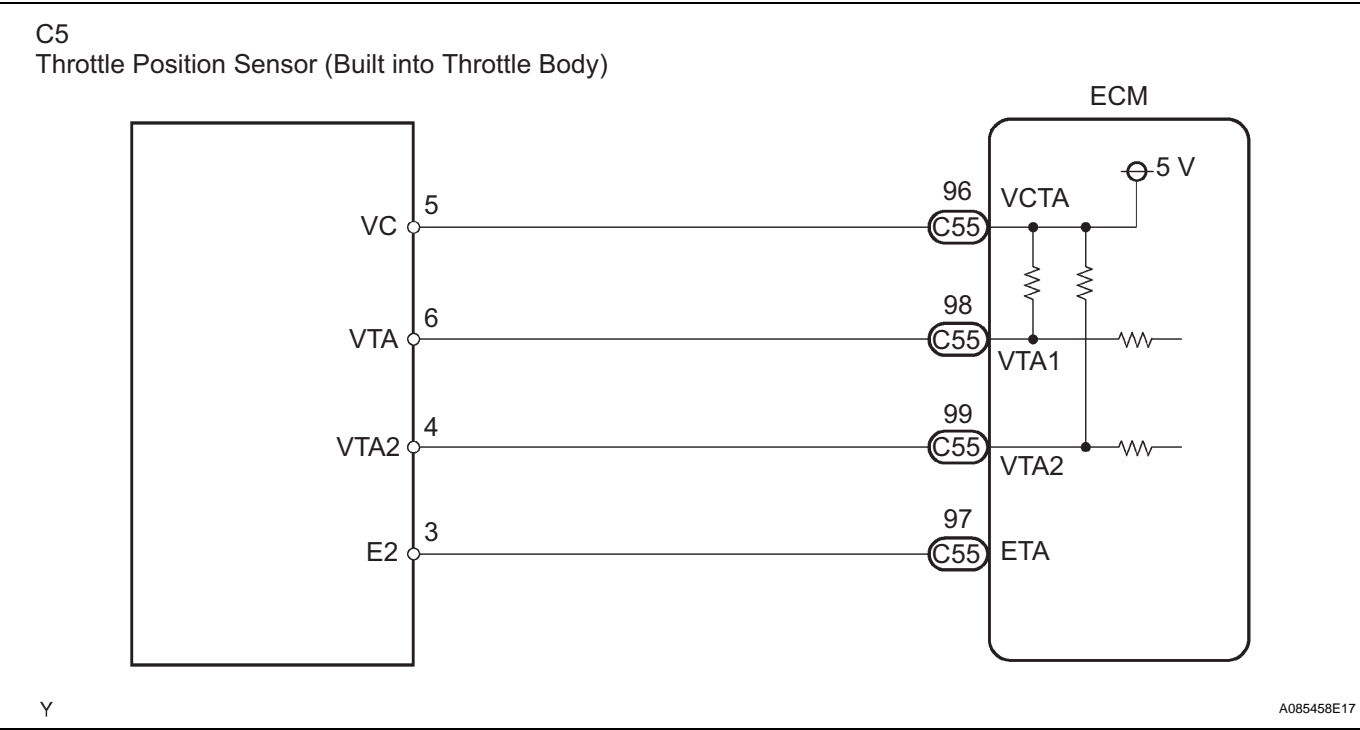 C5
Throttle Position Sensor (Built into Throttle Body)
ECM
5 V
VC 5 96 C55 VCTA
VTA 6 98 C55 VTA1
VTA2 4 99 C55 VTA2
E2 3 97 C55 ETA
Y
A085458E17